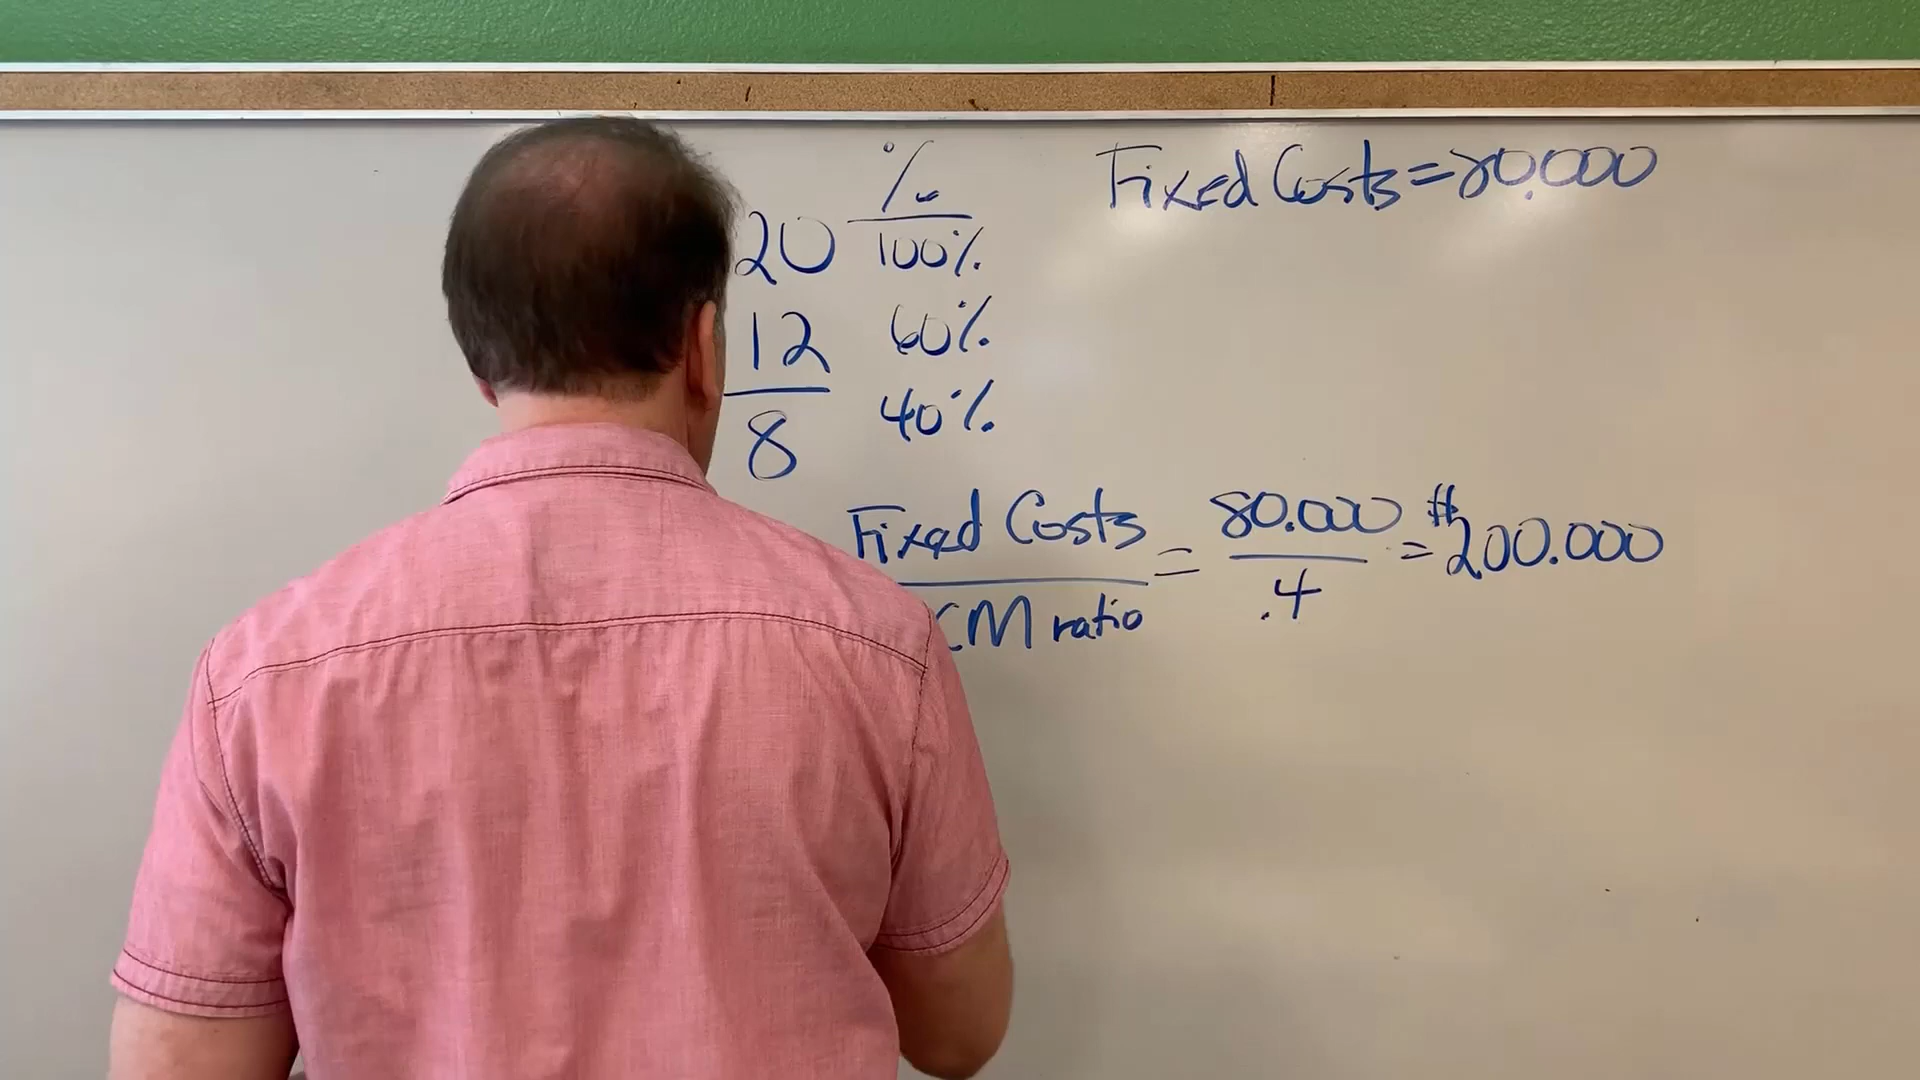 %
20 100%
12 60%
8 40%
Fixed Costs = 80.000
Fixed Costs / CM ratio = 80.000 / .4 = $200.000